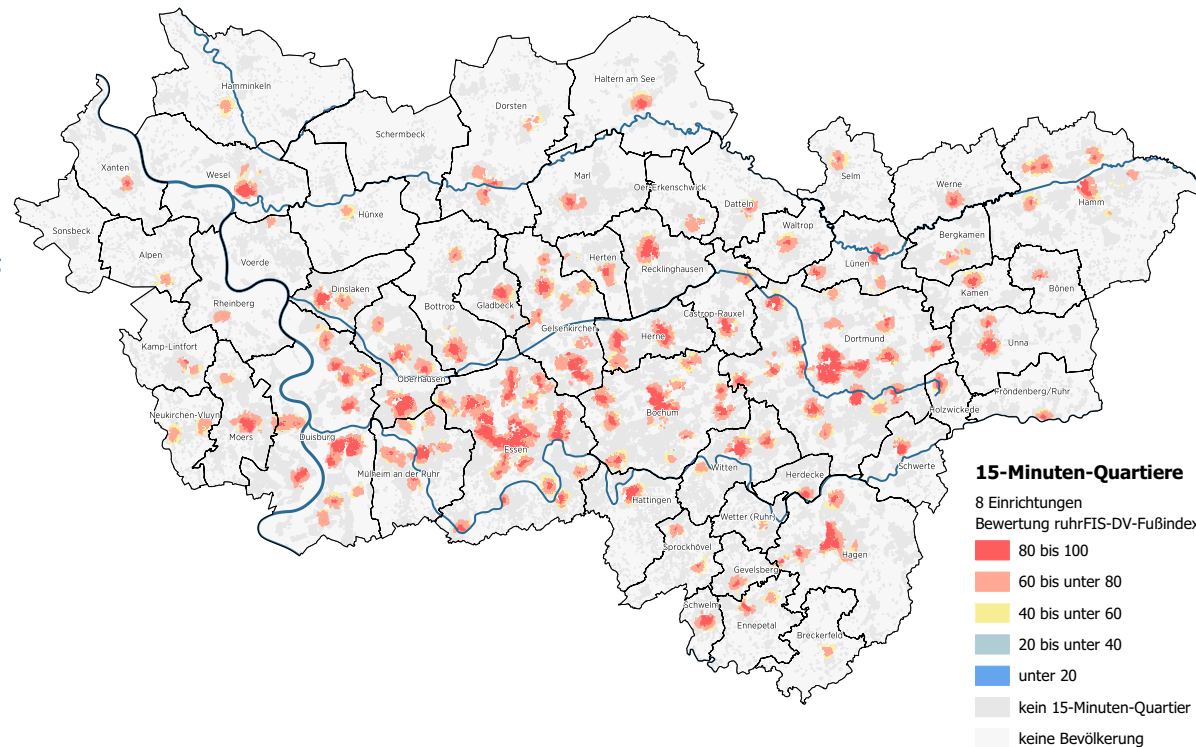 Haltern am See
Hamminkeln
Dorsten
Schermbeck
Xanten
Wesel
Marl
Oer-Erkenschwick
Selm
Werne
Hamm
Datteln
Hünxe
Waltrop
Sonsbeck
Bergkamen
Alpen
Voerde
Herten
Recklinghausen
Lünen
Dinslaken
Kamen
Bönen
Rheinberg
Bottrop
Gladbeck
Castrop-Rauxel
Gelsenkirchen
Herne
Dortmund
Unna
Kamp-Lintfort
Oberhausen
Fröndenberg/Ruhr
Neukirchen-Vluyn
Bochum
Holzwickede
Moers
Duisburg
Essen
Mülheim an der Ruhr
Witten
Herdecke
Schwerte
Hattingen
Wetter (Ruhr)
Sprockhövel
Hagen
Gevelsberg
Schwelm
Ennepetal
Breckerfeld
15-Minuten-Quartiere
8 Einrichtungen
Bewertung ruhrFIS-DV-Fußindex
80 bis 100
60 bis unter 80
40 bis unter 60
20 bis unter 40
unter 20
kein 15-Minuten-Quartier
keine Bevölkerung